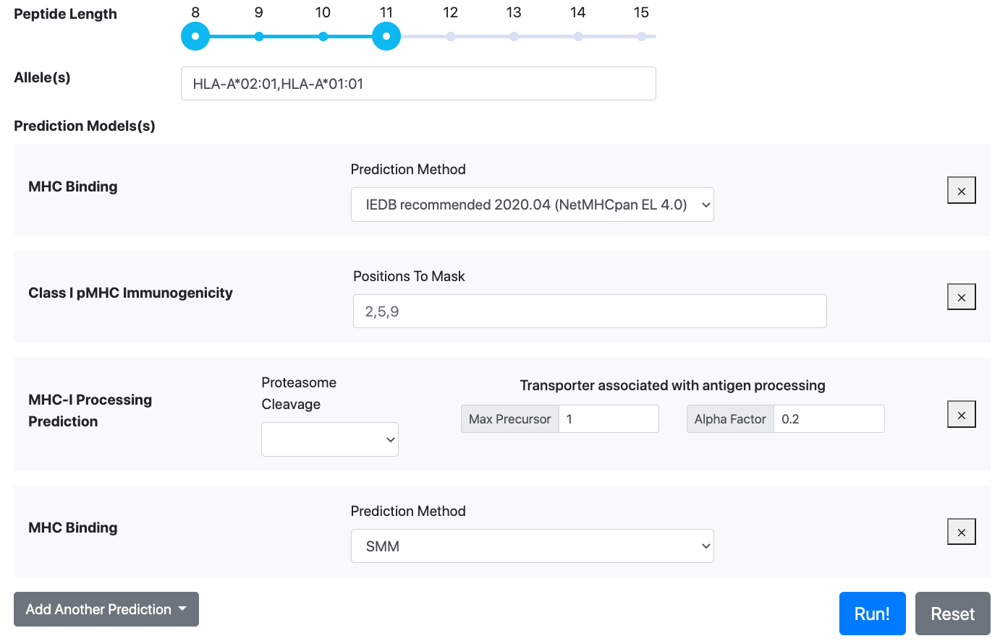 Peptide Length
8 9 10 11 12 13 14 15
Allele(s)
HLA-A*02:01,HLA-A*01:01
Prediction Models(s)
MHC Binding
Prediction Method
IEDB recommended 2020.04 (NetMHCpan EL 4.0)
×
Class I pMHC Immunogenicity
Positions To Mask
2,5,9
×
MHC-I Processing
Prediction
Proteasome
Cleavage
Transporter associated with antigen processing
Max Precursor 1
Alpha Factor 0.2
×
MHC Binding
Prediction Method
SMM
×
Add Another Prediction
Run!
Reset